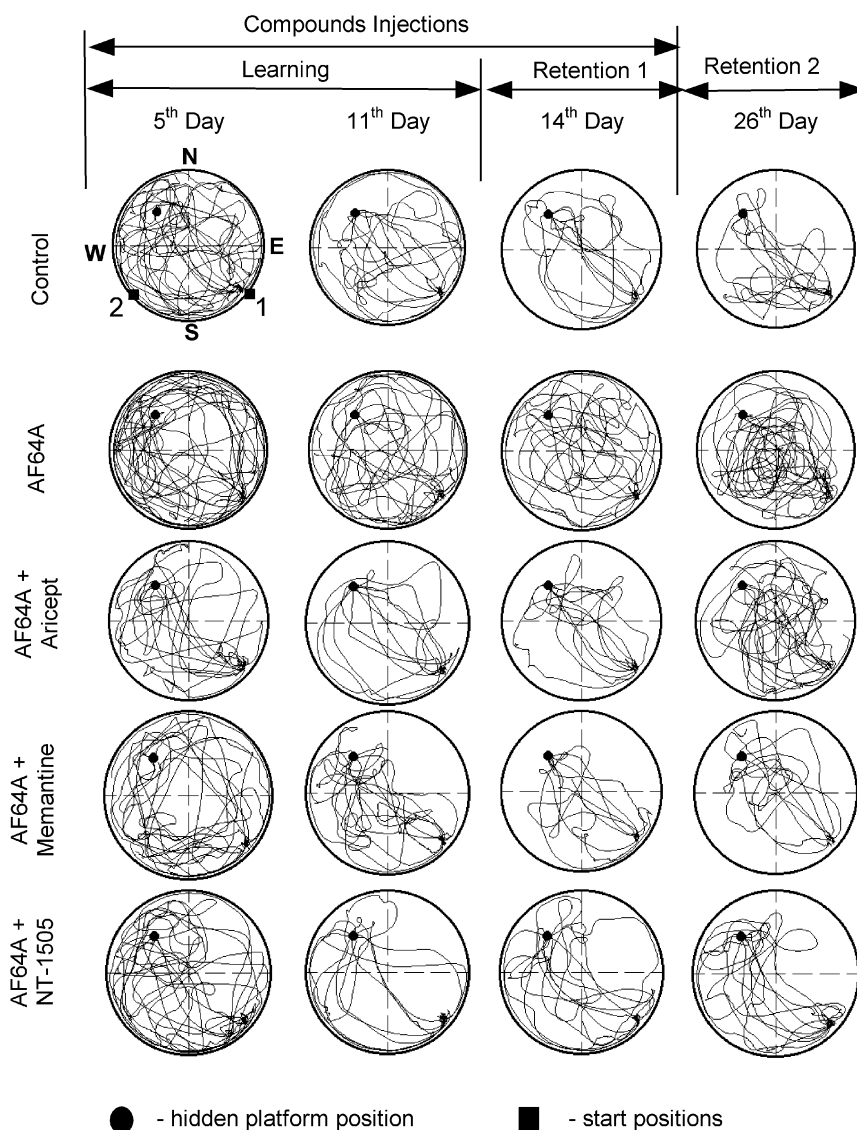 Compounds Injections
Learning
Retention 1
Retention 2
5th Day
11th Day
14th Day
26th Day
Control
N
W
E
2
1
S
AF64A
AF64A +
Aricept
AF64A +
Memantine
AF64A +
NT-1505
- hidden platform position
- start positions